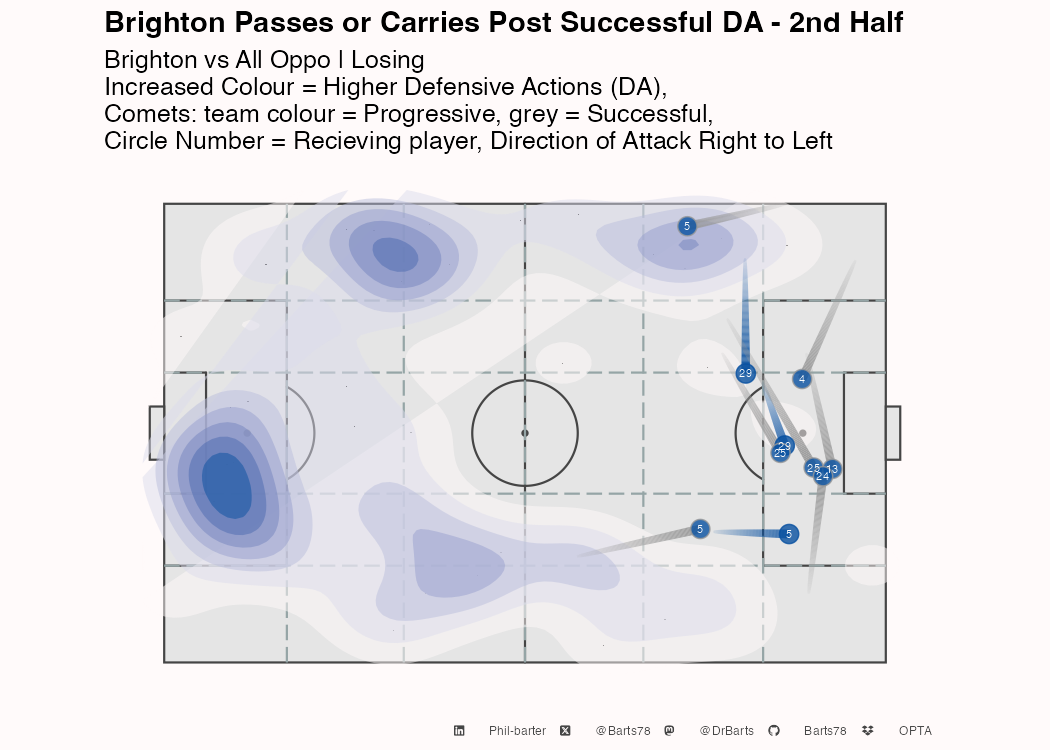 Brighton Passes or Carries Post Successful DA - 2nd Half
Brighton vs All Oppo | Losing
Increased Colour = Higher Defensive Actions (DA),
Comets: team colour = Progressive, grey = Successful,
Circle Number = Recieving player, Direction of Attack Right to Left
5
29
4
29
25
25 13
24
5
5
Phil-barter @Barts78 @DrBarts Barts78 OPTA